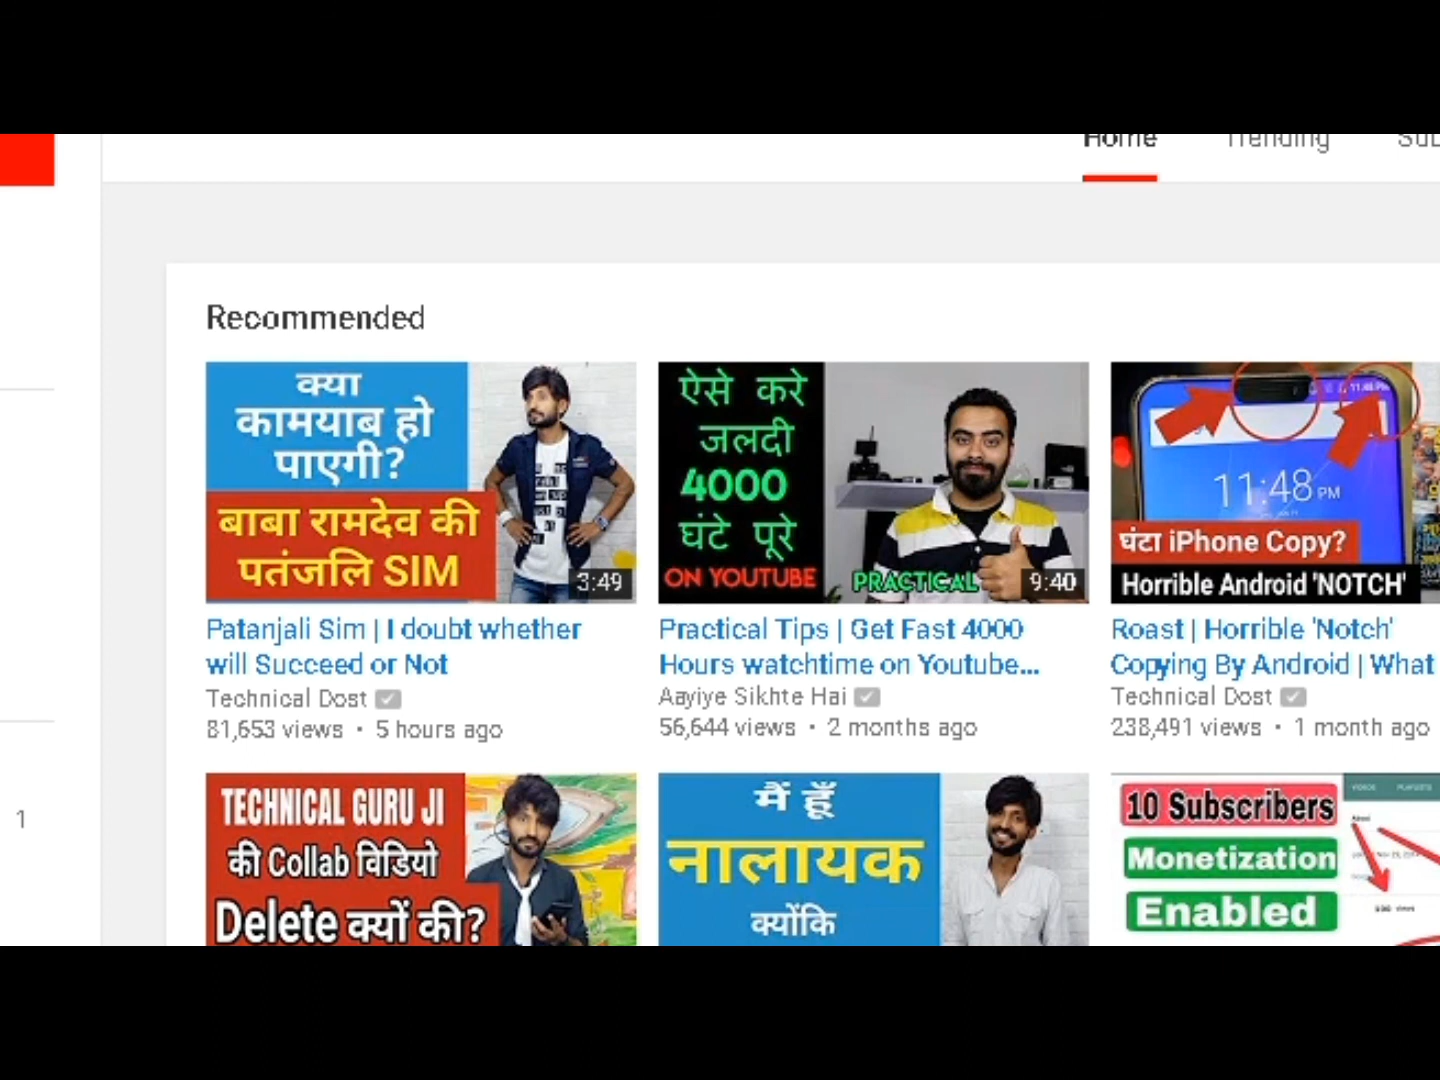 Home Trending
Recommended
क्या
कामयाब हो
पाएगी?
बाबा रामदेव की
पतंजलि SIM
3:49
Patanjali Sim | I doubt whether
will Succeed or Not
Technical Dost
81,653 views • 5 hours ago
ऐसे करे
जलदी
4000
घंटे पूरे
ON YOUTUBE
PRACTICAL
9:40
Practical Tips | Get Fast 4000
Hours watchtime on Youtube...
Aayiye Sikhte Hai
56,644 views • 2 months ago
11:48 PM
घंटा iPhone Copy?
Horrible Android 'NOTCH'
Roast | Horrible 'Notch'
Copying By Android | What
Technical Dost
238,491 views • 1 month ago
1
TECHNICAL GURU JI
की Collab विडियो
Delete क्यों की?
मैं हूँ
नालायक
क्योंकि
10 Subscribers
Monetization
Enabled